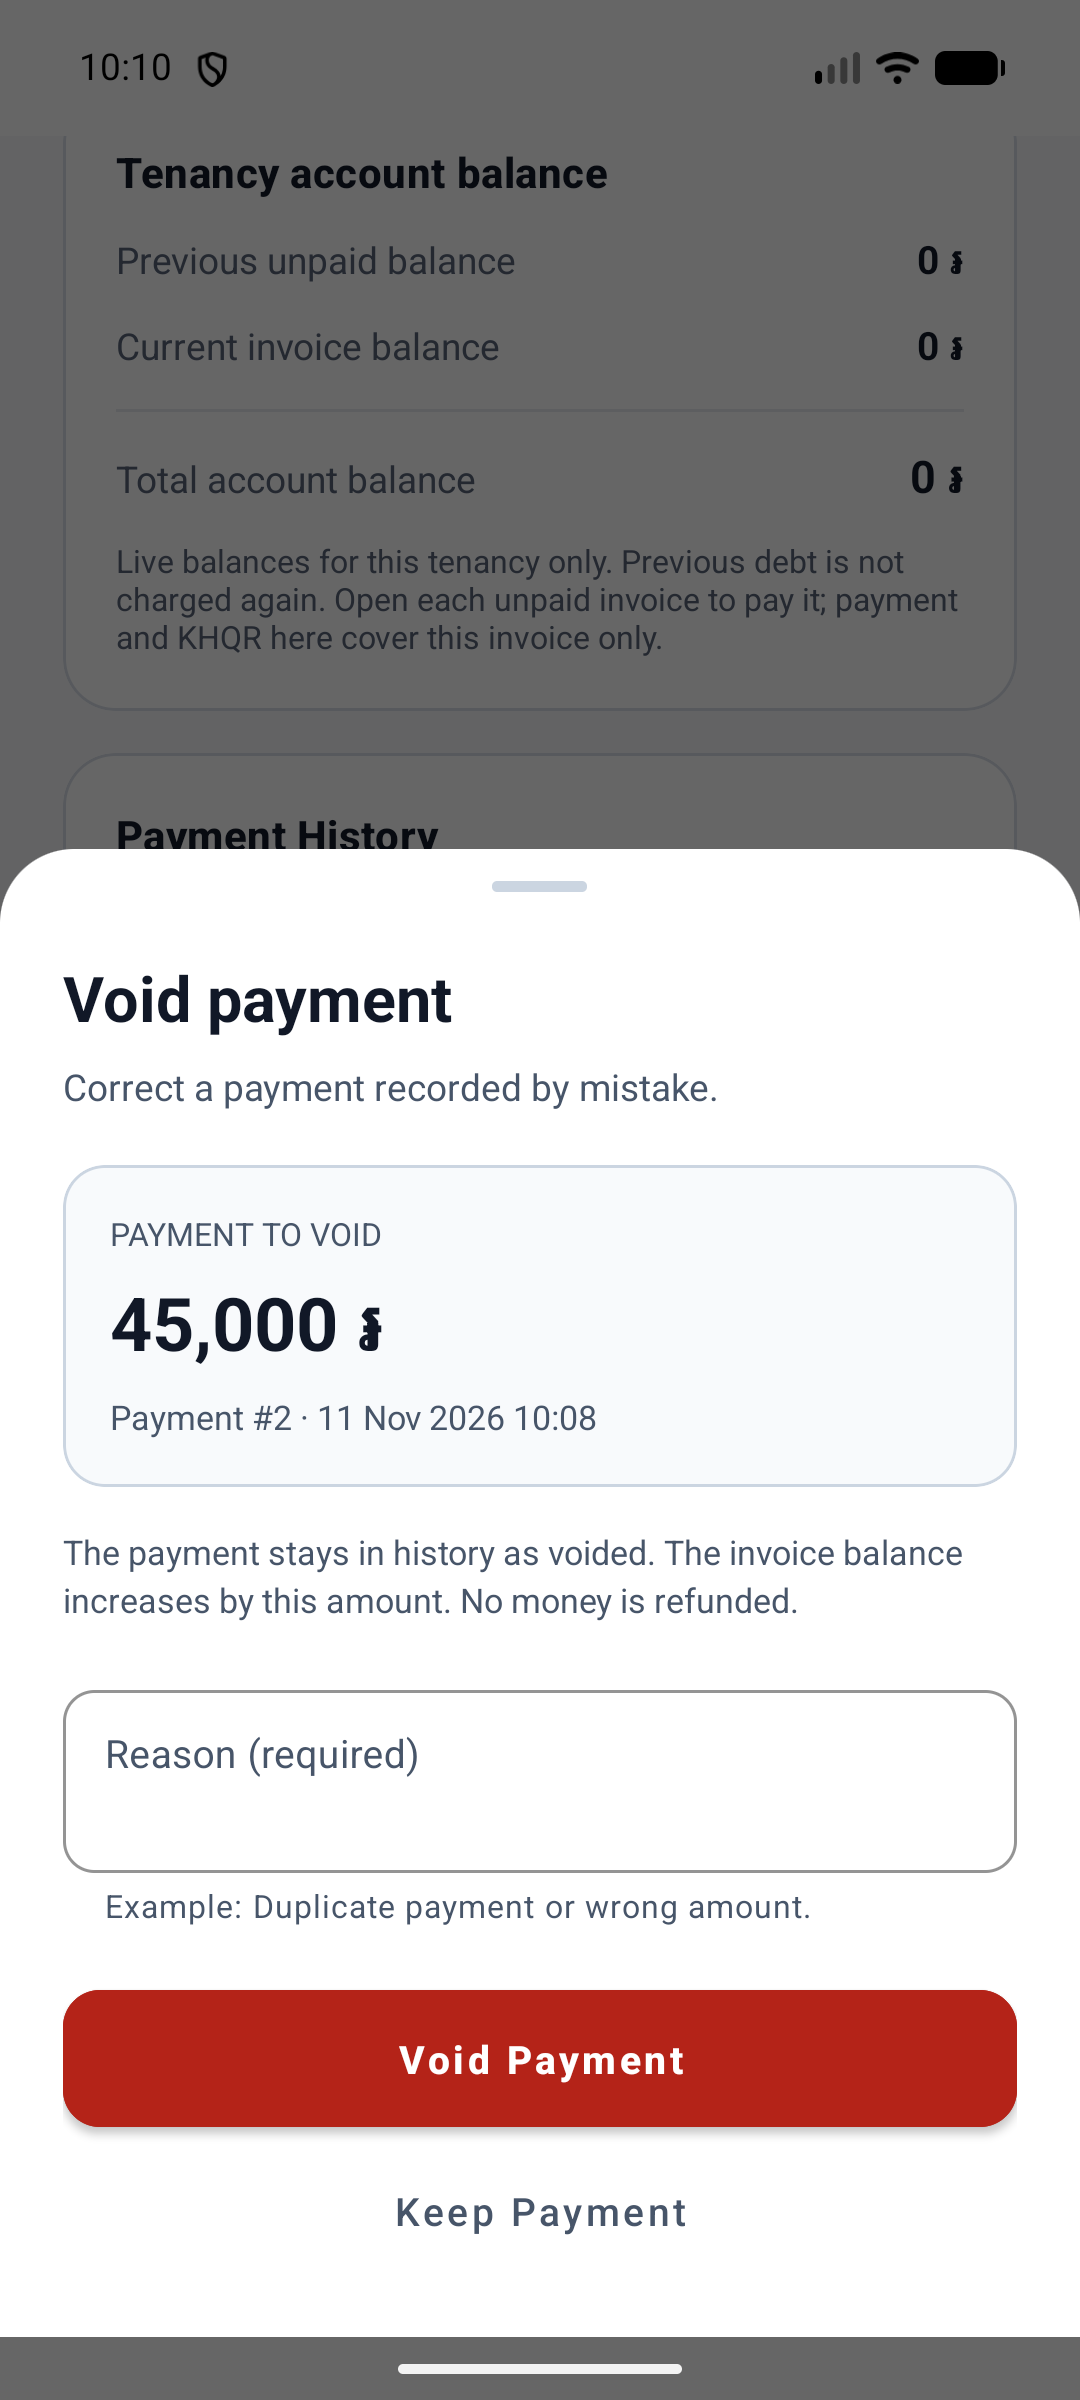 10:10
Tenancy account balance
Previous unpaid balance
0 ៛
Current invoice balance
0 ៛
Total account balance
0 ៛
Live balances for this tenancy only. Previous debt is not
charged again. Open each unpaid invoice to pay it; payment
and KHQR here cover this invoice only.
Payment History
Void payment
Correct a payment recorded by mistake.
PAYMENT TO VOID
45,000 ៛
Payment #2 · 11 Nov 2026 10:08
The payment stays in history as voided. The invoice balance
increases by this amount. No money is refunded.
Reason (required)
Example: Duplicate payment or wrong amount.
Void Payment
Keep Payment